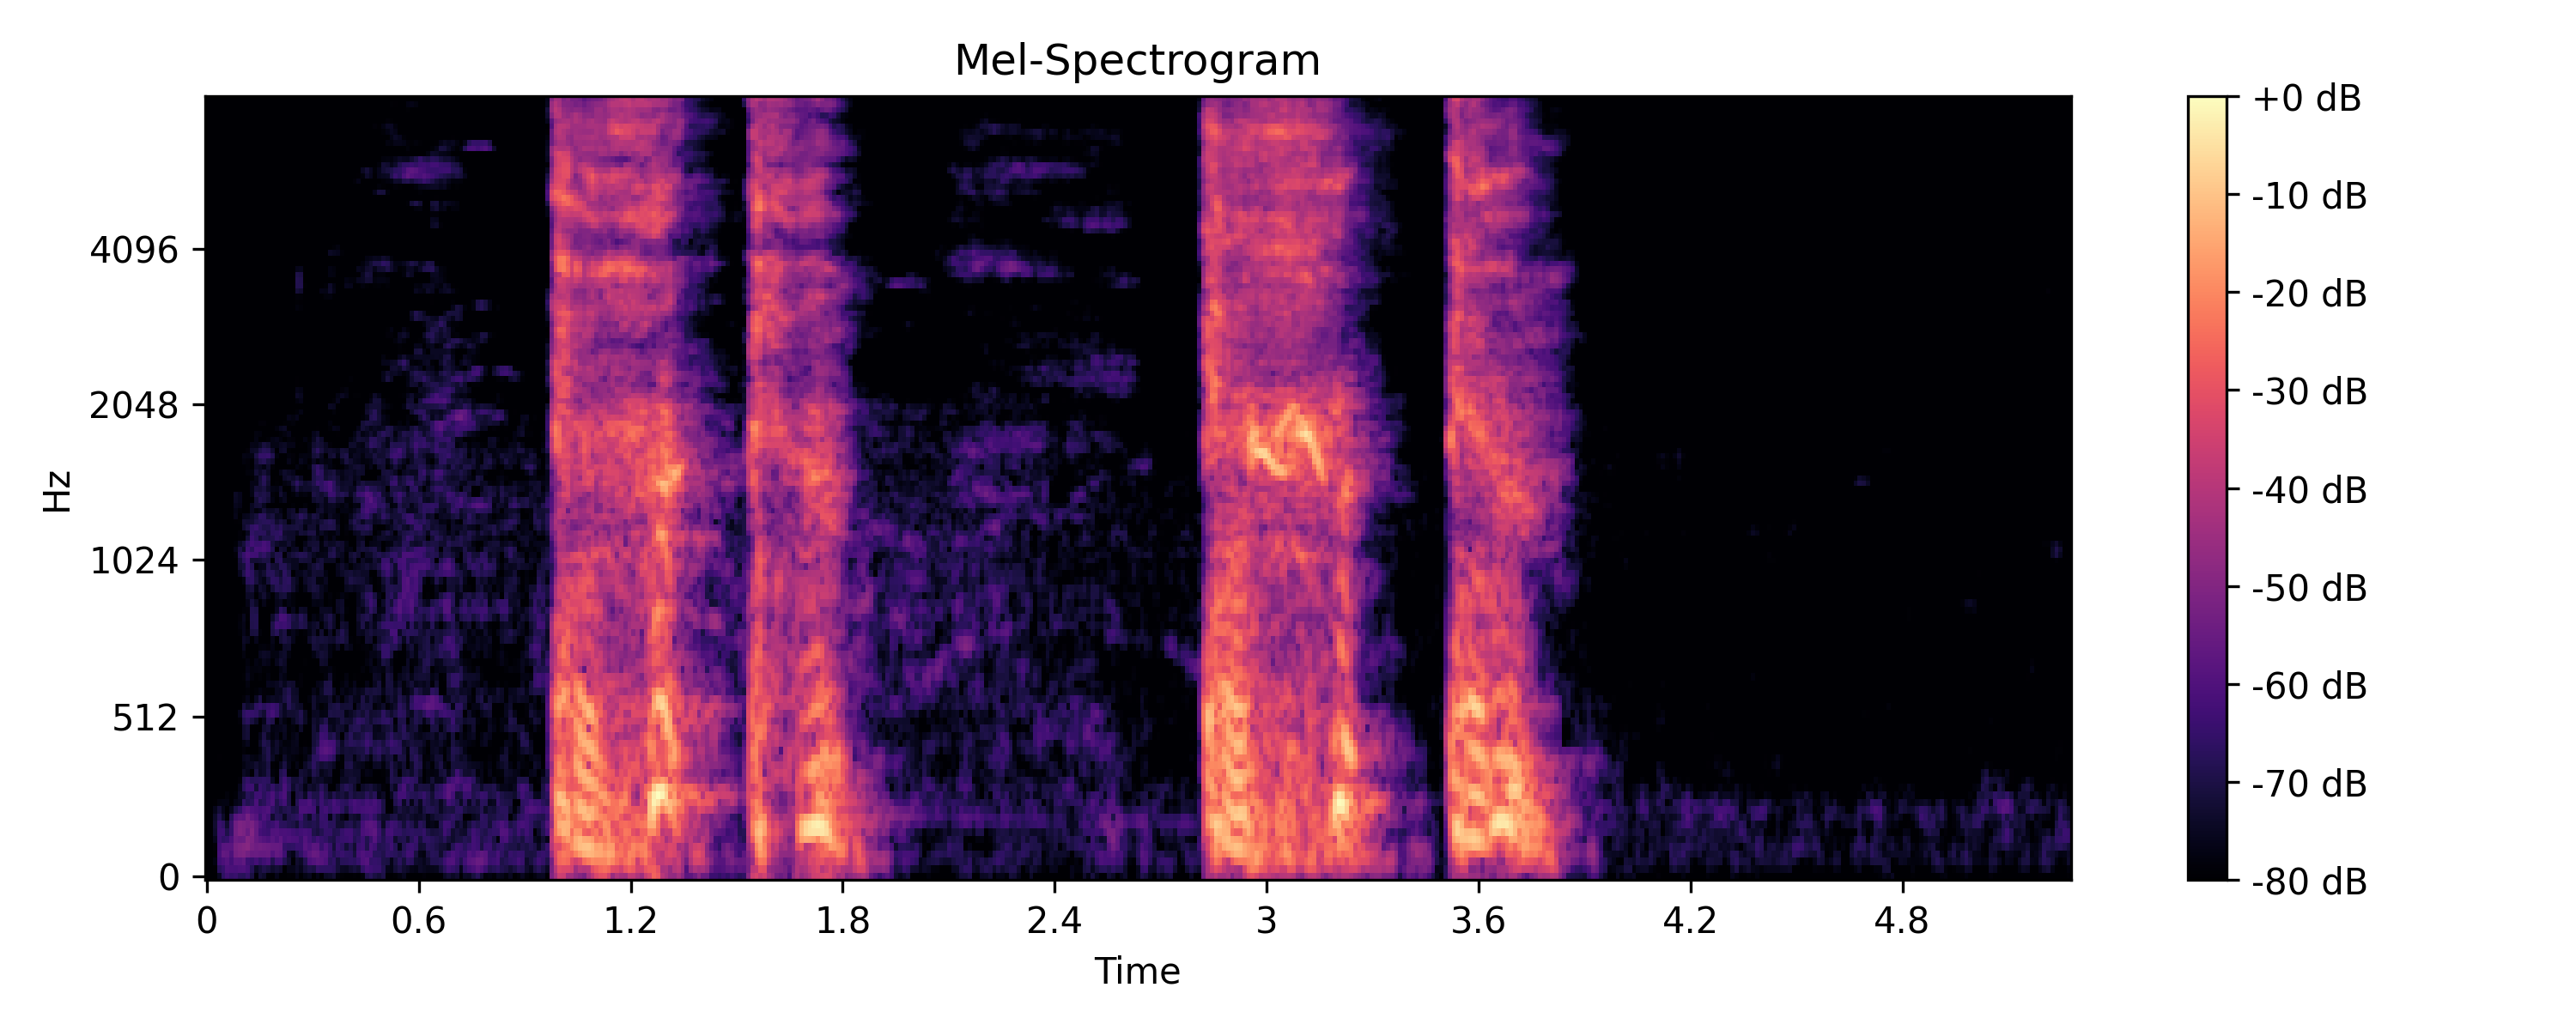 Mel-Spectrogram
+0 dB
-10 dB
-20 dB
-30 dB
-40 dB
-50 dB
-60 dB
-70 dB
-80 dB
Hz
4096
2048
1024
512
0
0 0.6 1.2 1.8 2.4 3 3.6 4.2 4.8
Time